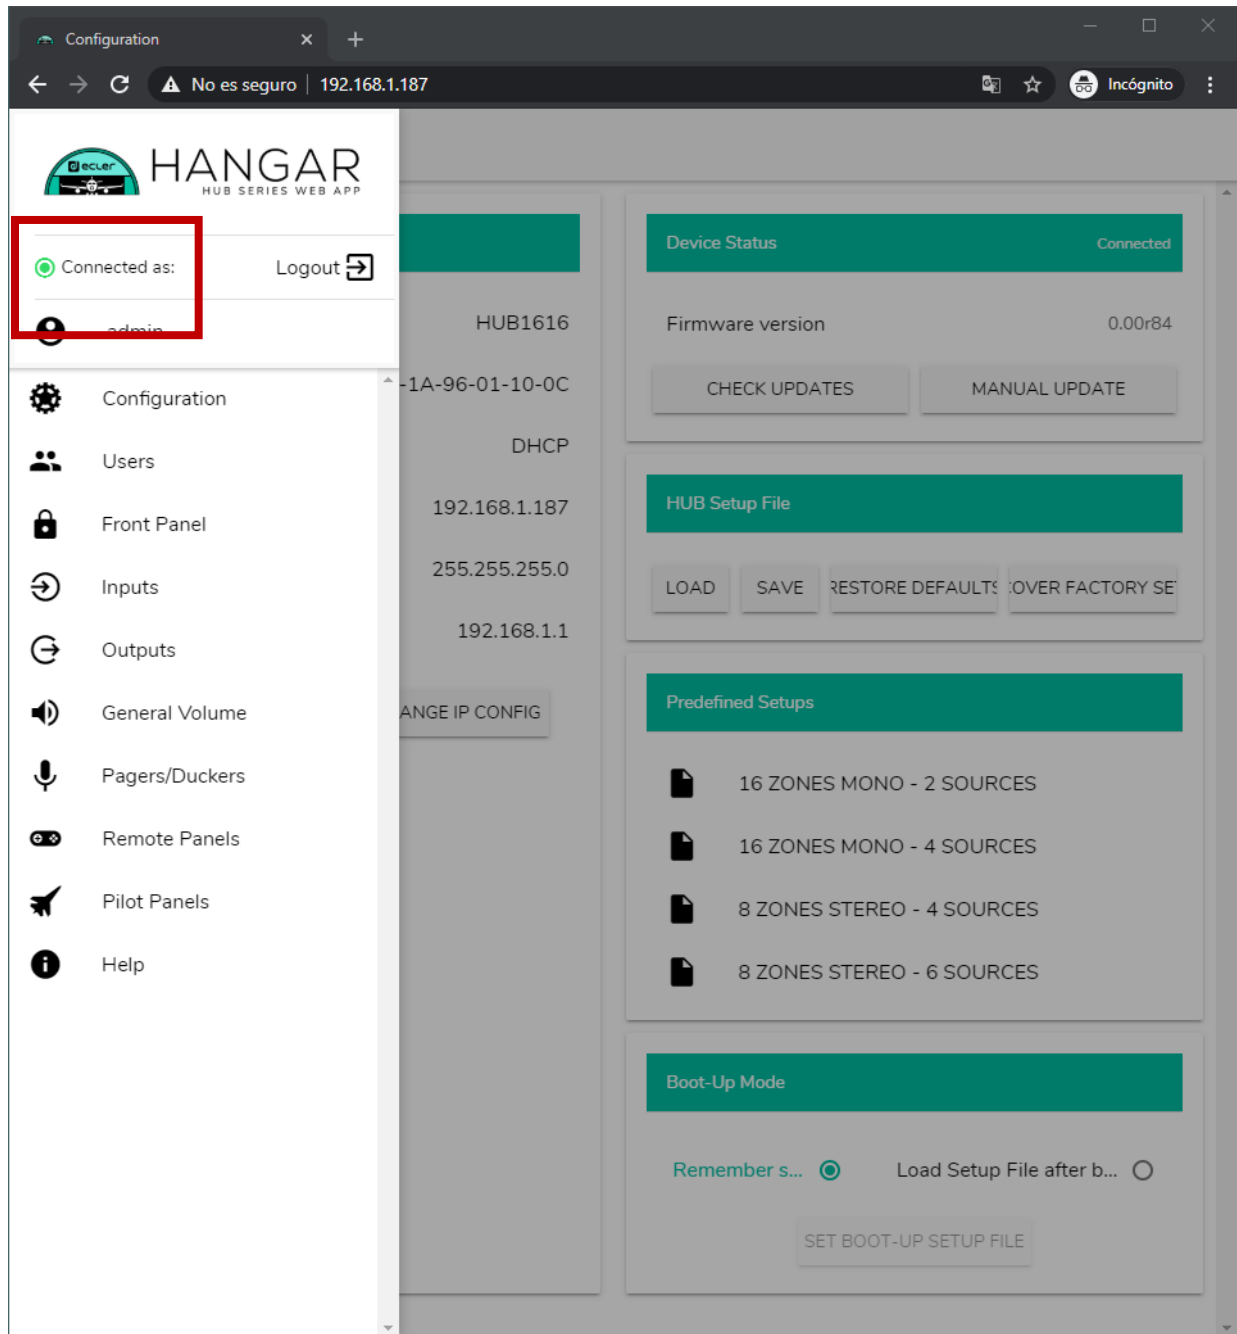 Configuration
No es seguro | 192.168.1.187
Incógnito
ecler
HANGAR
HUB SERIES WEB APP
Connected as:
Logout
admin
Configuration
Users
Front Panel
Inputs
Outputs
General Volume
Pagers/Duckers
Remote Panels
Pilot Panels
Help
HUB1616
-1A-96-01-10-0C
DHCP
192.168.1.187
255.255.255.0
192.168.1.1
ANGE IP CONFIG
Device Status
Connected
Firmware version
0.00r84
CHECK UPDATES
MANUAL UPDATE
HUB Setup File
LOAD
SAVE
RESTORE DEFAULTS
COVER FACTORY SET
Predefined Setups
16 ZONES MONO - 2 SOURCES
16 ZONES MONO - 4 SOURCES
8 ZONES STEREO - 4 SOURCES
8 ZONES STEREO - 6 SOURCES
Boot-Up Mode
Remember s...
Load Setup File after b...
SET BOOT-UP SETUP FILE